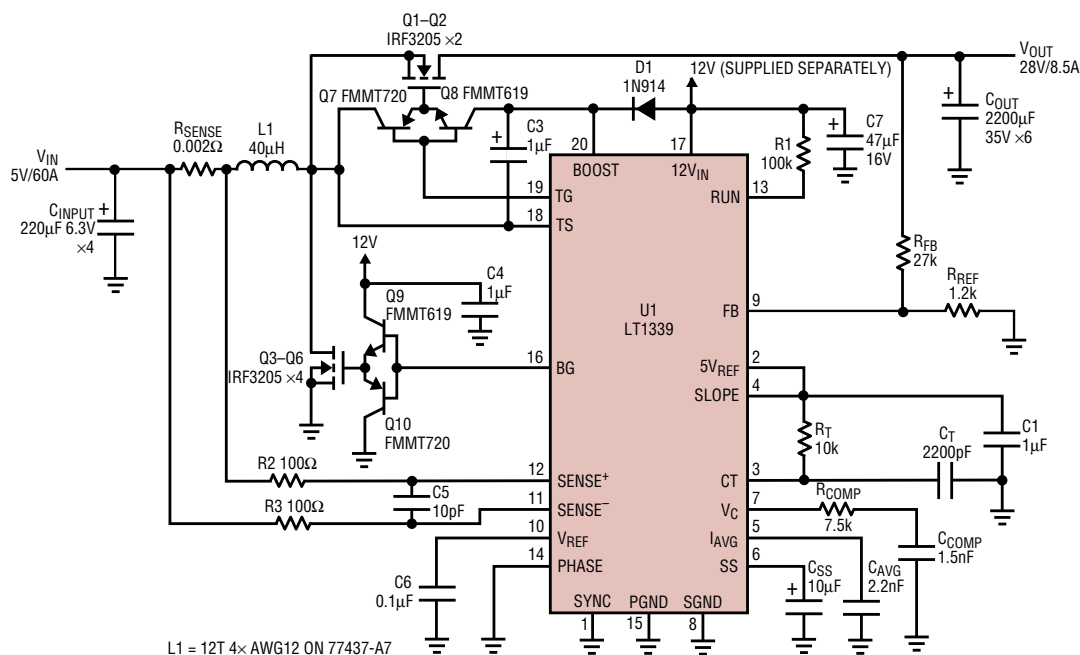 Q1–Q2
IRF3205 ×2
VOUT
28V/8.5A
D1
1N914
12V (SUPPLIED SEPARATELY)
Q7 FMMT720
Q8 FMMT619
+
COUT
2200µF
35V ×6
RSENSE
0.002Ω
L1
40µH
+
C3
1µF
20
17
R1
100k
+
C7
47µF
16V
VIN
5V/60A
BOOST
12VIN
RUN
13
19
TG
18
TS
CINPUT
220µF 6.3V
×4
+
12V
C4
1µF
RFB
27k
RREF
1.2k
Q9
FMMT619
U1
LT1339
FB
9
Q3–Q6
IRF3205 ×4
16
BG
5VREF
2
SLOPE
4
Q10
FMMT720
RT
10k
CT
2200pF
C1
1µF
R2 100Ω
12
SENSE+
CT
3
R3 100Ω
C5
10pF
11
SENSE–
VC
7
RCOMP
7.5k
10
VREF
IAVG
5
CCOMP
1.5nF
14
PHASE
SS
6
C6
0.1µF
+
CSS
10µF
CAVG
2.2nF
SYNC
PGND
SGND
1
15
8
L1 = 12T 4× AWG12 ON 77437-A7